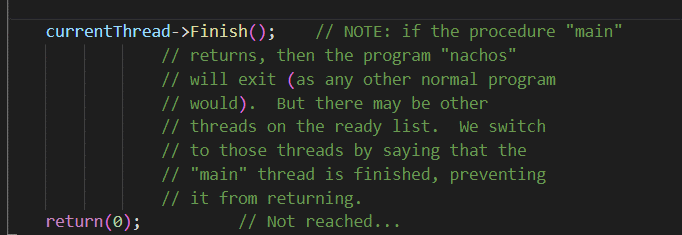 currentThread->Finish();    // NOTE: if the procedure "main"
// returns, then the program "nachos"
// will exit (as any other normal program
// would).  But there may be other
// threads on the ready list.  We switch
// to those threads by saying that the
// "main" thread is finished, preventing
// it from returning.
return(0);          // Not reached...